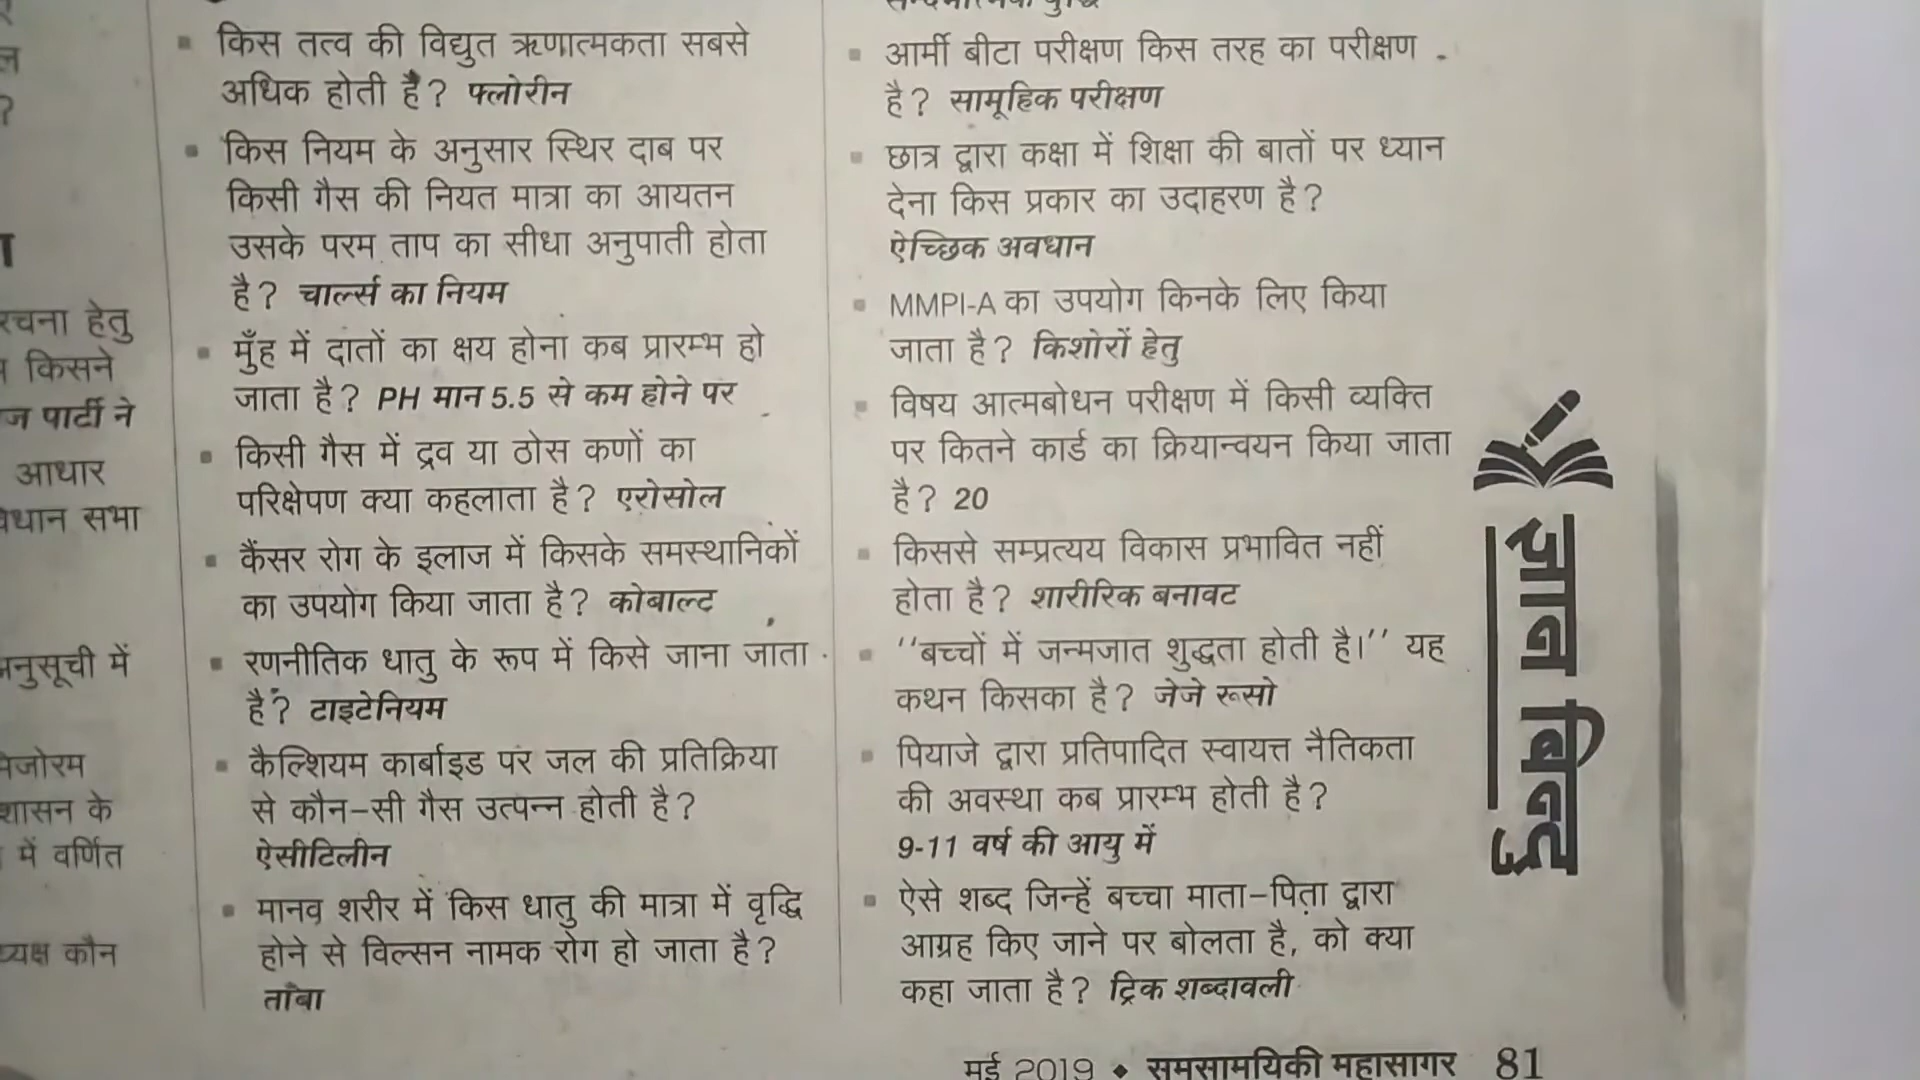 रचना हेतु
किसने
ज पार्टी ने
आधार
सभा
अनुसूची में
मिजोरम
शासन के
में वर्णित
कौन
किस तत्व की विद्युत ऋणात्मकता सबसे
अधिक होती है? फ्लोरीन
किस नियम के अनुसार स्थिर दाब पर
किसी गैस की नियत मात्रा का आयतन
उसके परम ताप का सीधा अनुपाती होता
है? चार्ल्स का नियम
मुँह में दांतों का क्षय होना कब प्रारम्भ हो
जाता है? PH मान 5.5 से कम होने पर
किसी गैस में द्रव या ठोस कणों का
परिक्षेपण क्या कहलाता है? एरोसोल
कैंसर रोग के इलाज में किसके समस्थानिकों
का उपयोग किया जाता है? कोबाल्ट
रणनीतिक धातु के रूप में किसे जाना जाता
है? टाइटेनियम
कैल्शियम कार्बाइड पर जल की प्रतिक्रिया
से कौन-सी गैस उत्पन्न होती है?
ऐसीटिलीन
मानव शरीर में किस धातु की मात्रा में वृद्धि
होने से विल्सन नामक रोग हो जाता है?
तांबा
आर्मी बीटा परीक्षण किस तरह का परीक्षण
है? सामूहिक परीक्षण
छात्र द्वारा कक्षा में शिक्षा की बातों पर ध्यान
देना किस प्रकार का उदाहरण है?
ऐच्छिक अवधान
MMPI-A का उपयोग किनके लिए किया
जाता है? किशोरों हेतु
विषय आत्मबोधन परीक्षण में किसी व्यक्ति
पर कितने कार्ड का क्रियान्वयन किया जाता
है? 20
किससे सम्प्रत्यय विकास प्रभावित नहीं
होता है? शारीरिक बनावट
''बच्चों में जन्मजात शुद्धता होती है।'' यह
कथन किसका है? जेजे रूसो
पियाजे द्वारा प्रतिपादित स्वायत्त नैतिकता
की अवस्था कब प्रारम्भ होती है?
9-11 वर्ष की आयु में
ऐसे शब्द जिन्हें बच्चा माता-पिता द्वारा
आग्रह किए जाने पर बोलता है, को क्या
कहा जाता है? ट्रिक शब्दावली
ज्ञान बिन्दु
मई 2019 ◆ समसामयिकी महासागर 81